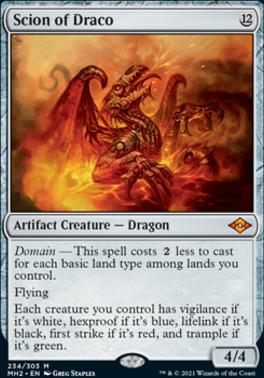 Scion of Draco 12
Artifact Creature — Dragon
Domain — This spell costs 2 less to cast
for each basic land type among lands you
control.
Flying
Each creature you control has vigilance if
it's white, hexproof if it's blue, lifelink if it's
black, first strike if it's red, and trample if
it's green.
4/4
234/303 M
MH2 • Greg Staples
™ & © 2021 Wizards of the Coast